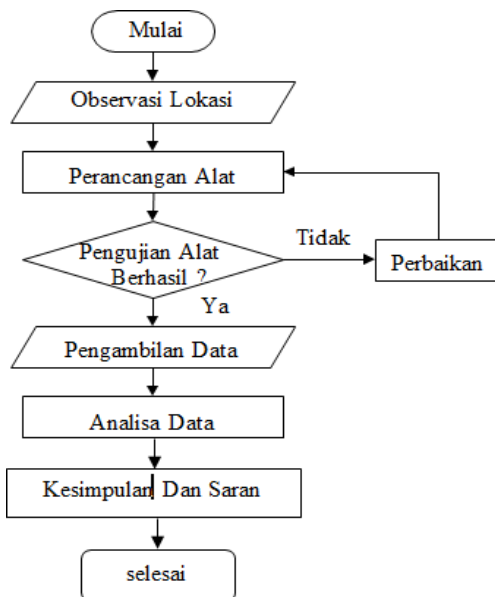 Mulai
Observasi Lokasi
Perancangan Alat
Pengujian Alat
Berhasil ?
Tidak
Perbaikan
Ya
Pengambilan Data
Analisa Data
Kesimpulan Dan Saran
selesai